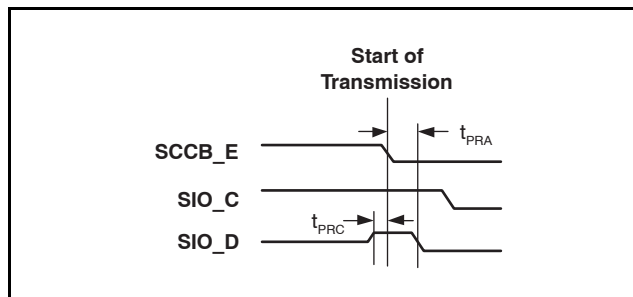 Start of
Transmission
tPRA
SCCB_E
SIO_C
tPRC
SIO_D